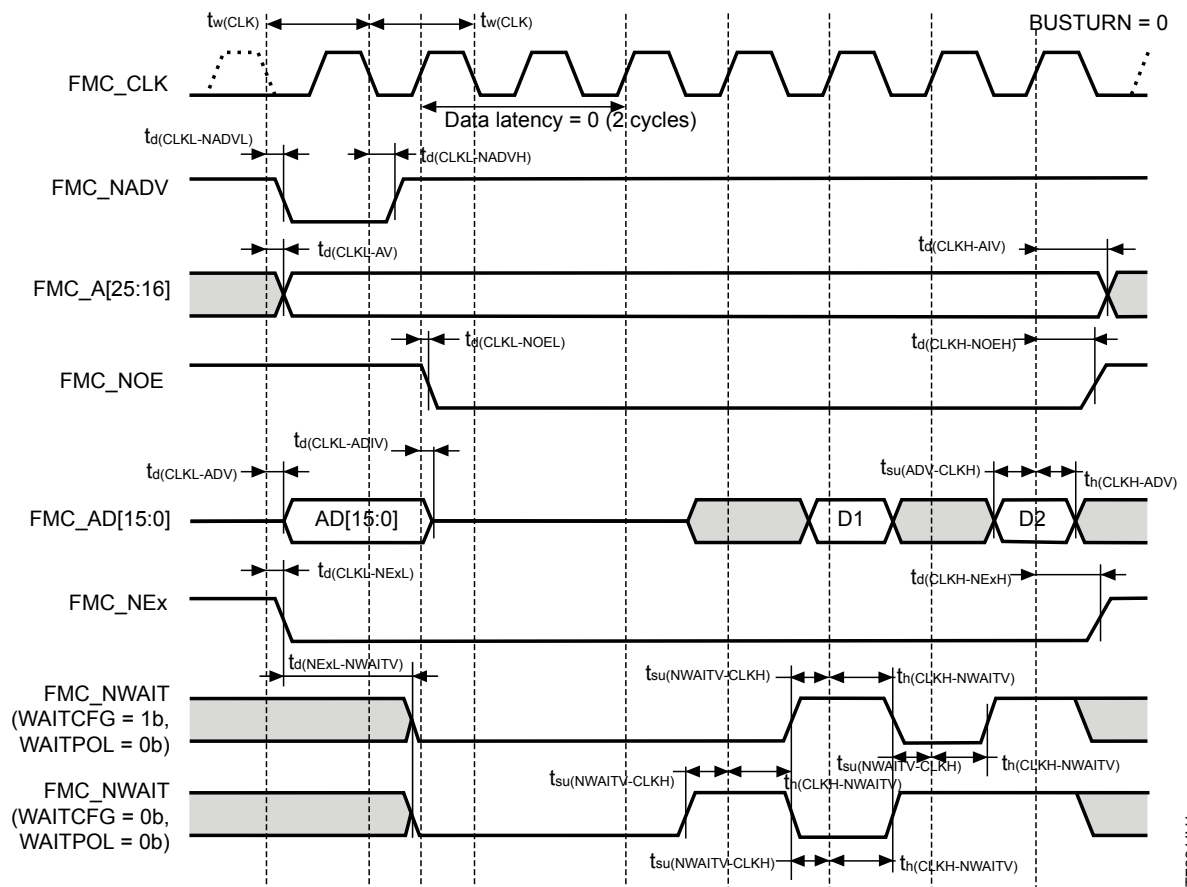 tw(CLK) tw(CLK) BUSTURN = 0
FMC_CLK
Data latency = 0 (2 cycles)
td(CLKL-NADVL) td(CLKL-NADVH)
FMC_NADV
td(CLKL-AV) td(CLKH-AIV)
FMC_A[25:16]
td(CLKL-NOEL) td(CLKH-NOEH)
FMC_NOE
td(CLKL-ADIV)
td(CLKL-ADV) tsu(ADV-CLKH) th(CLKH-ADV)
FMC_AD[15:0] AD[15:0] D1 D2
td(CLKL-NExL) td(CLKH-NExH)
FMC_NEx
td(NExL-NWAITV)
tsu(NWAITV-CLKH) th(CLKH-NWAITV)
FMC_NWAIT
(WAITCFG = 1b,
WAITPOL = 0b)
tsu(NWAITV-CLKH) th(CLKH-NWAITV)
tsu(NWAITV-CLKH) th(CLKH-NWAITV)
FMC_NWAIT
(WAITCFG = 0b,
WAITPOL = 0b)
tsu(NWAITV-CLKH) th(CLKH-NWAITV)